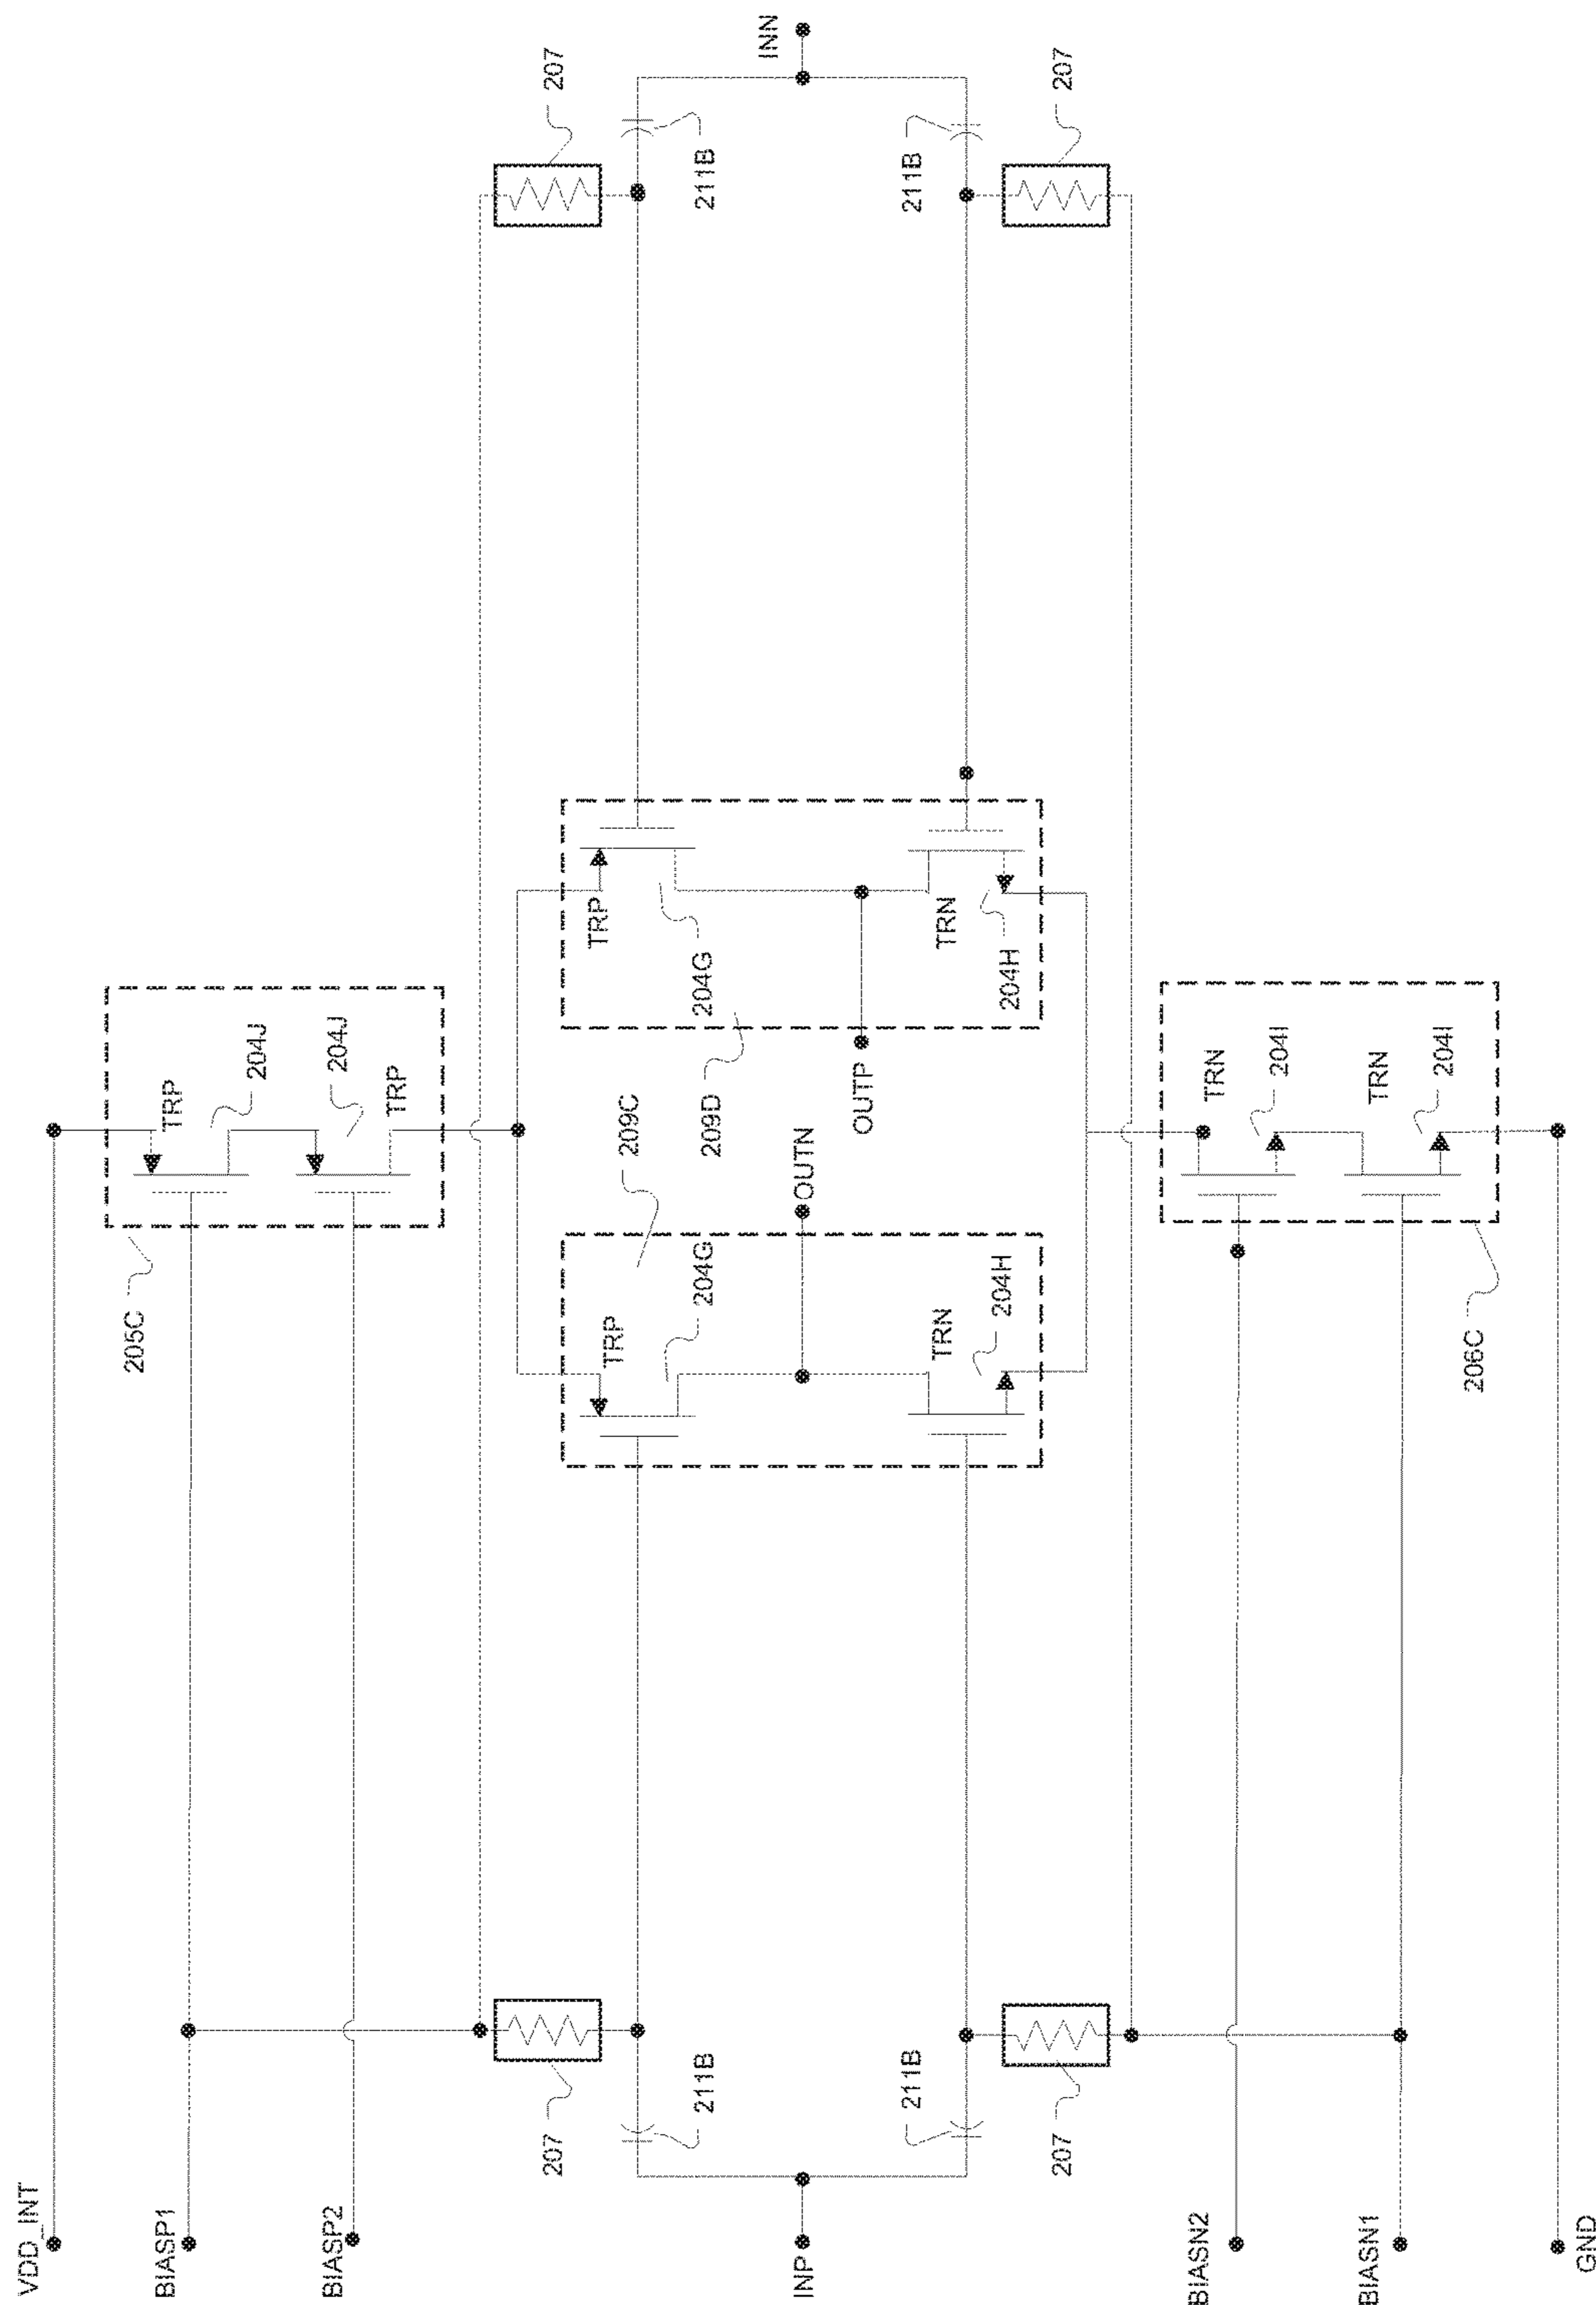 VDD_INT
BIASP1
BIASP2
INP
BIASN2
BIASN1
GND
207
211B
211B
207
205C
TRP
204J
204J
TRP
209C
TRP
204G
TRN
204H
OUTN
209D
OUTP
TRP
204G
TRN
204H
TRN
204I
TRN
204I
206C
207
211B
211B
207
INN